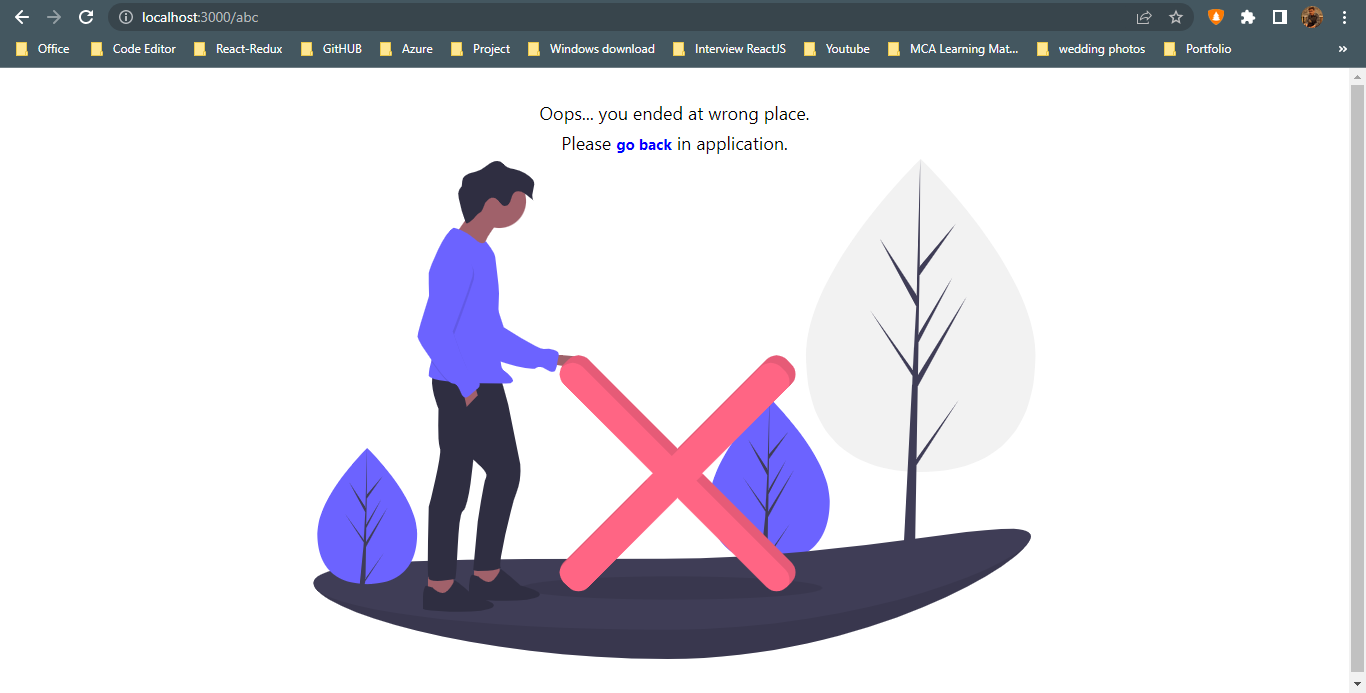 localhost:3000/abc
Office Code Editor React-Redux GitHUB Azure Project Windows download Interview ReactJS Youtube MCA Learning Mat... wedding photos Portfolio »
Oops... you ended at wrong place.
Please go back in application.